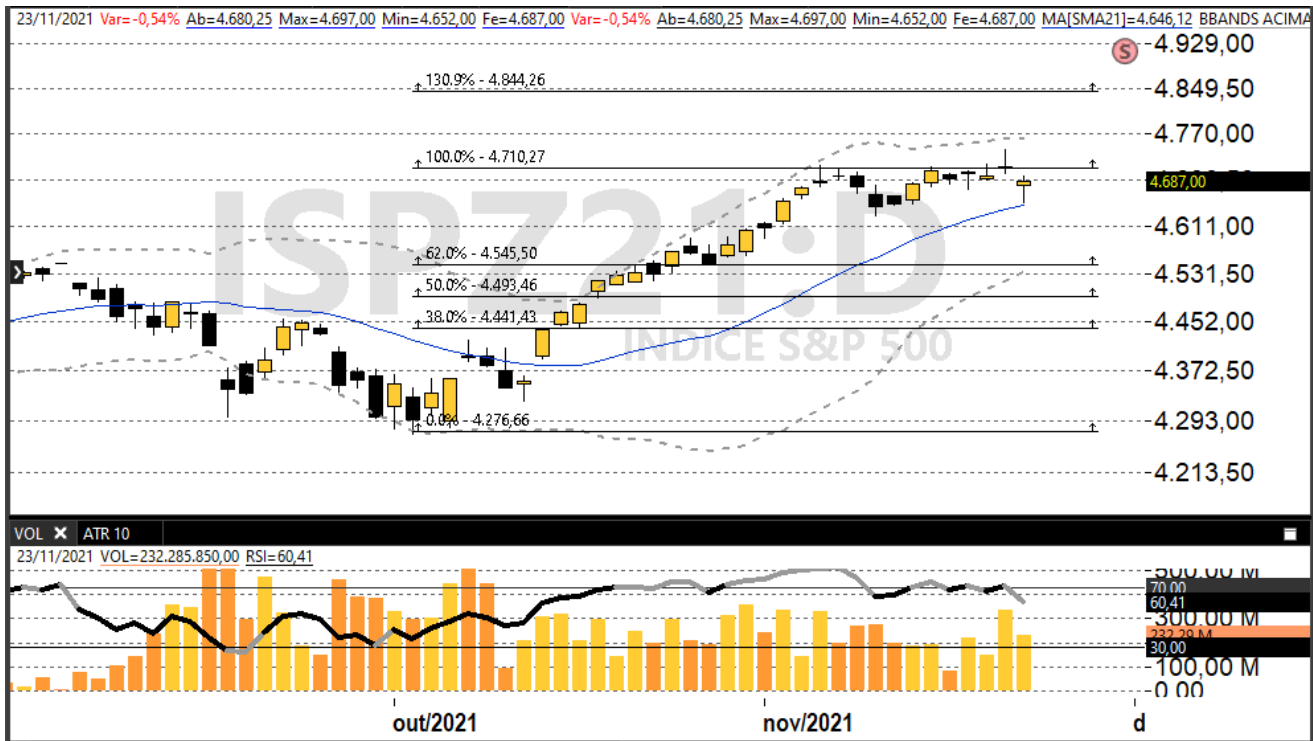 23/11/2021 Var=-0,54% Ab=4.680,25 Max=4.697,00 Min=4.652,00 Fe=4.687,00 Var=-0,54% Ab=4.680,25 Max=4.697,00 Min=4.652,00 Fe=4.687,00 MA[SMA21]=4.646,12 BBANDS ACIMA
S
4.929,00
130.9% - 4.844,26
4.849,50
4.770,00
100.0% - 4.710,27
4.687,00
ISPZ21:D
4.611,00
62.0% - 4.545,50
4.531,50
50.0% - 4.493,46
38.0% - 4.441,43
4.452,00
INDICE S&P 500
4.372,50
0.0% - 4.276,66
4.293,00
4.213,50
VOL ATR 10
23/11/2021 VOL=232.285.850,00 RSI=60,41
500,00 M
70,00
60,41
300,00 M
232,29 M
30,00
100,00 M
0,00
out/2021 nov/2021 d